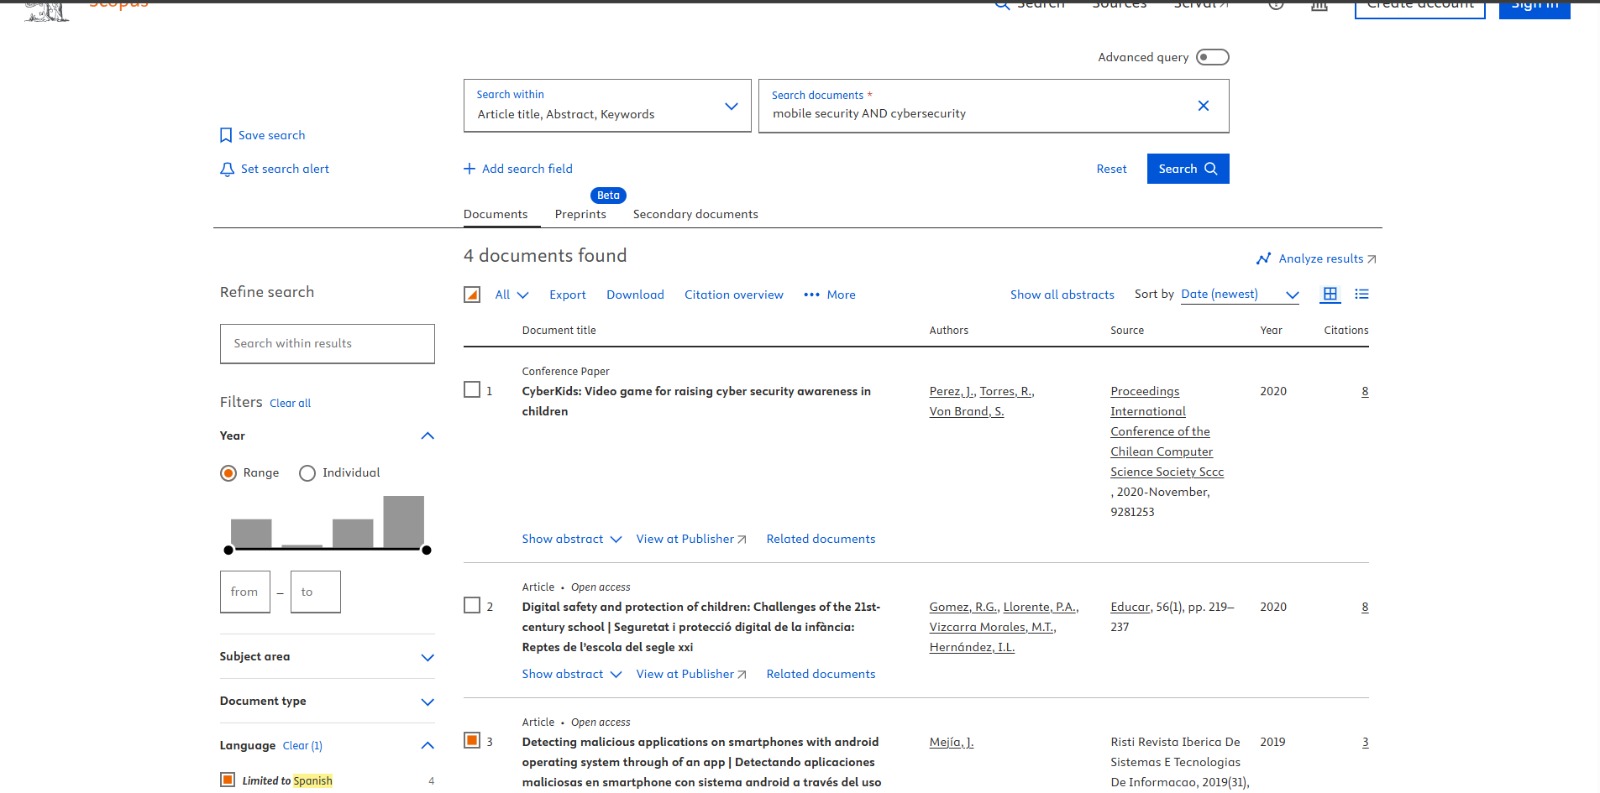 Scopus
Search
Sources
SciVal
Create account
Sign in
Advanced query
Search within
Article title, Abstract, Keywords
Search documents *
mobile security AND cybersecurity
Save search
Set search alert
Add search field
Reset
Search
Beta
Documents
Preprints
Secondary documents
4 documents found
Analyze results
All
Export
Download
Citation overview
More
Show all abstracts
Sort by
Date (newest)
Refine search
Search within results
Filters
Clear all
Year
Range
Individual
from
–
to
Subject area
Document type
Language
Clear (1)
Limited to Spanish
4
Document title
Authors
Source
Year
Citations
Conference Paper
1
CyberKids: Video game for raising cyber security awareness in
children
Perez, J., Torres, R.,
Von Brand, S.
Proceedings
International
Conference of the
Chilean Computer
Science Society Sccc
, 2020-November,
9281253
2020
8
Show abstract
View at Publisher
Related documents
Article • Open access
2
Digital safety and protection of children: Challenges of the 21st-
century school | Seguretat i protecció digital de la infància:
Reptes de l’escola del segle xxi
Gomez, R.G., Llorente, P.A.,
Vizcarra Morales, M.T.,
Hernández, I.L.
Educar, 56(1), pp. 219–
237
2020
8
Show abstract
View at Publisher
Related documents
Article • Open access
3
Detecting malicious applications on smartphones with android
operating system through of an app | Detectando aplicaciones
maliciosas en smartphone con sistema android a través del uso
Mejía, J.
Risti Revista Iberica De
Sistemas E Tecnologias
De Informacao, 2019(31),
2019
3